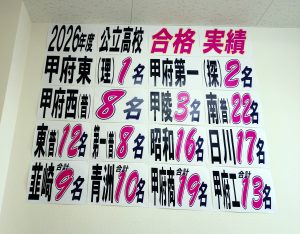 2026年度 公立高校 合格 実績
甲府東(理)1名 甲府第一(探)2名
甲府西(普)8名 甲陵3名 南(普)22名
東(普)12名 第一(普)8名 昭和16名 日川17名
韮崎合計9名 青洲合計10名 甲府商合計19名 甲府工合計13名